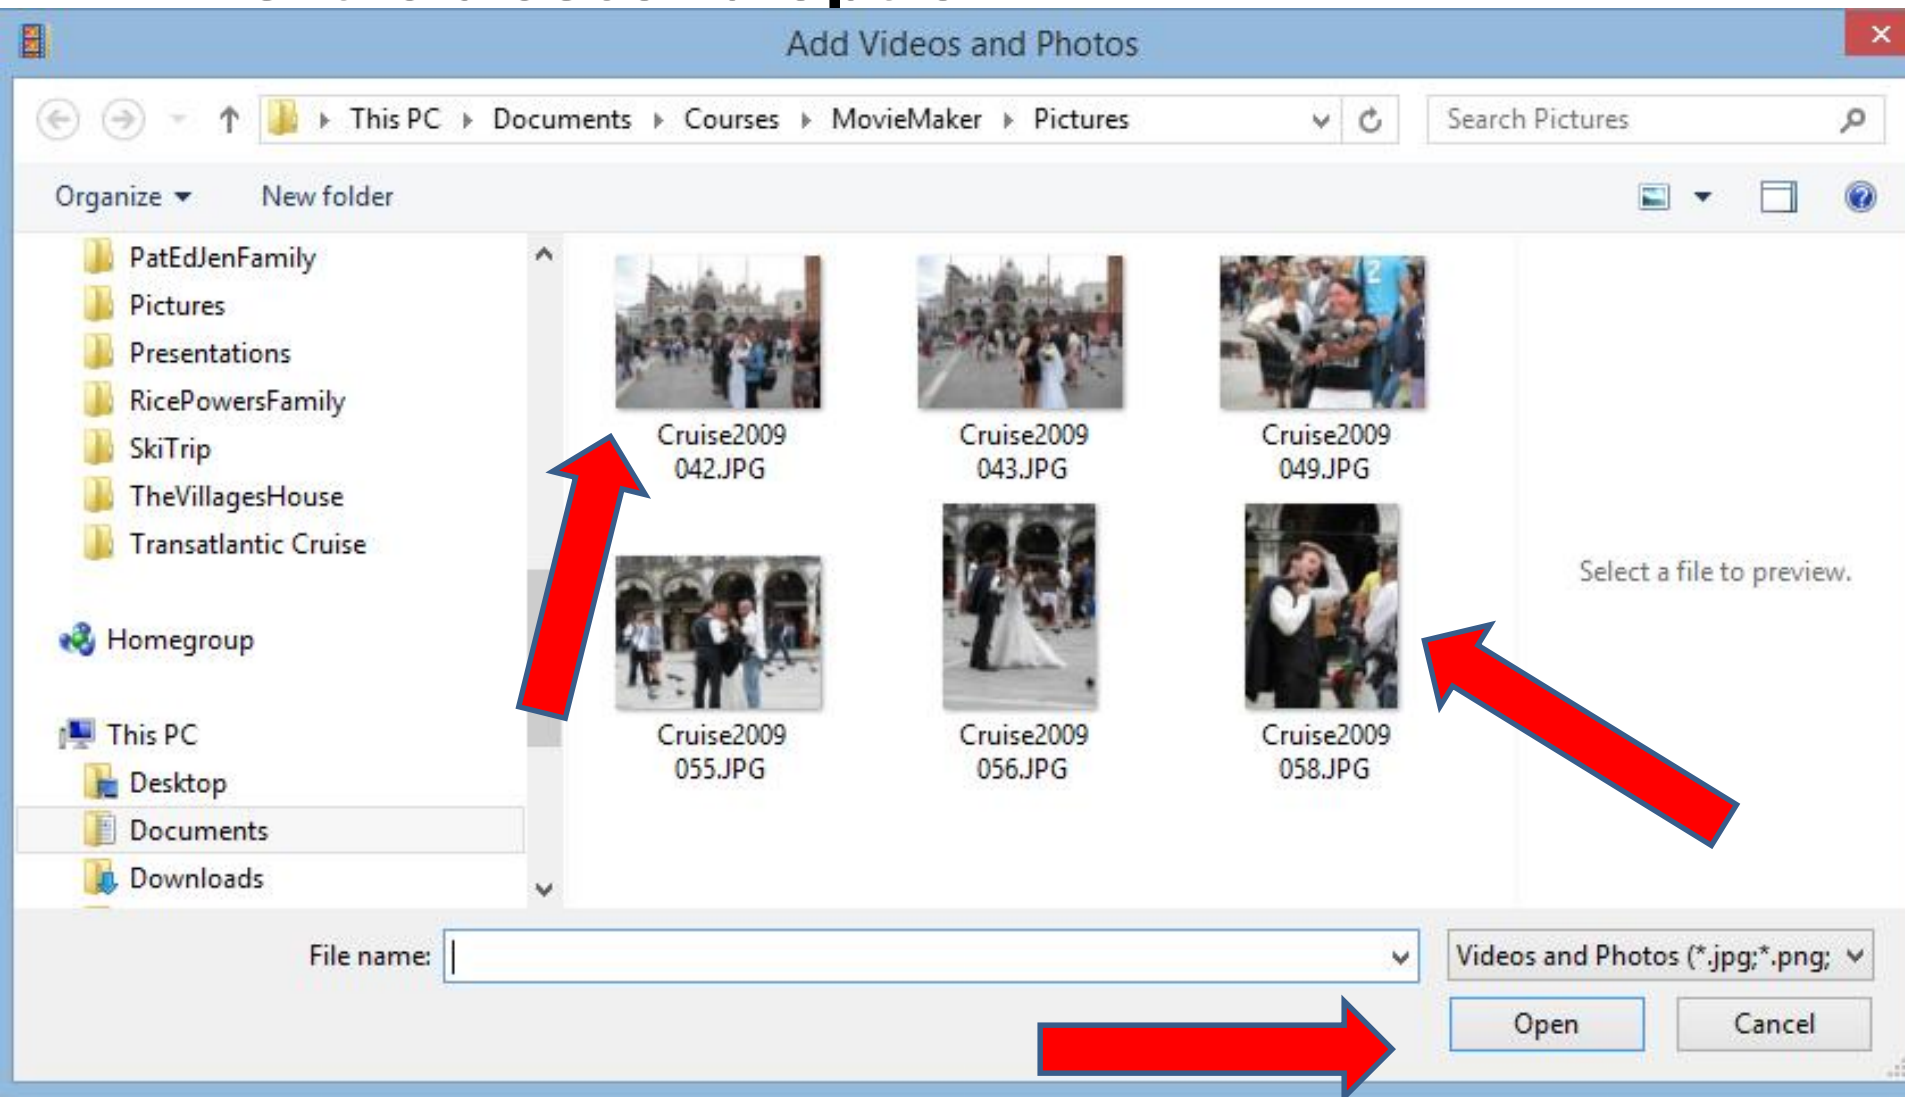 Add Videos and Photos
This PC Documents Courses MovieMaker Pictures
Search Pictures
Organize New folder
PatEdJenFamily
Pictures
Presentations
RicePowersFamily
SkiTrip
TheVillagesHouse
Transatlantic Cruise
Homegroup
This PC
Desktop
Documents
Downloads
Cruise2009
042.JPG
Cruise2009
043.JPG
Cruise2009
049.JPG
Cruise2009
055.JPG
Cruise2009
056.JPG
Cruise2009
058.JPG
Select a file to preview.
File name:
Videos and Photos (*.jpg;*.png;
Open Cancel